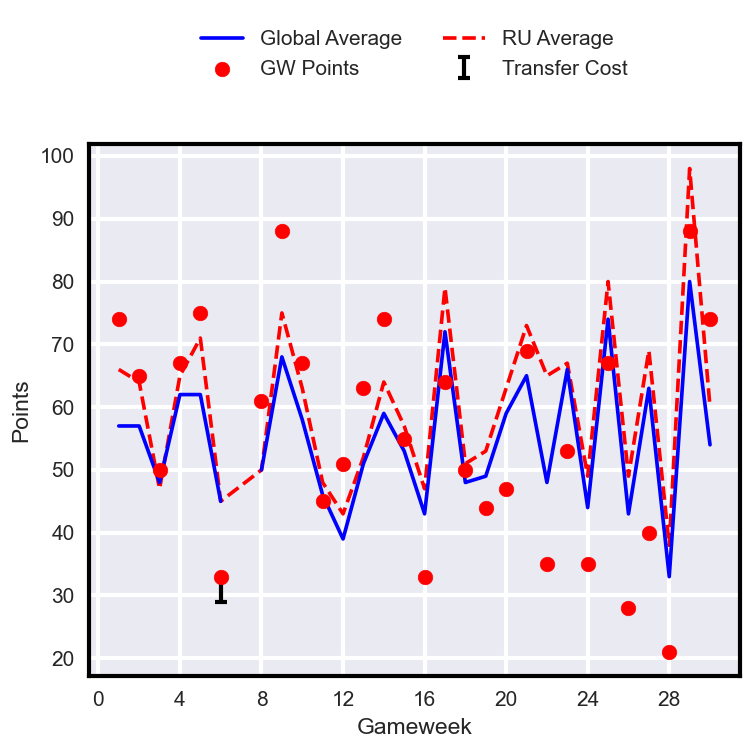 Global Average
RU Average
GW Points
Transfer Cost
100
90
80
70
60
50
40
30
20
Points
0 4 8 12 16 20 24 28
Gameweek